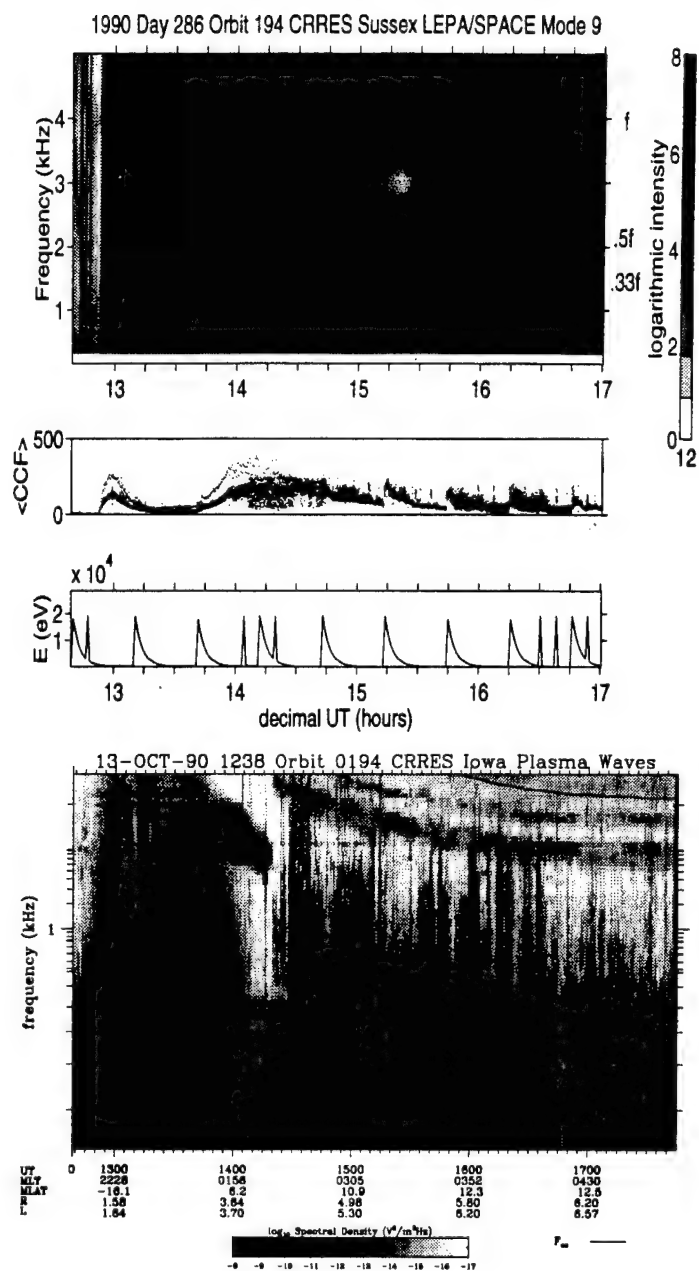 1990 Day 286 Orbit 194 CRRES Sussex LEPA/SPACE Mode 9
Frequency (kHz)
4
3
2
1
f
.5f
.33f
13 14 15 16 17
logarithmic intensity
8
6
4
2
0
12
<CCF>
500
0
x 10^4
E (eV)
2
1
13 14 15 16 17
decimal UT (hours)
13-OCT-90 1238 Orbit 0194 CRRES Iowa Plasma Waves
frequency (kHz)
1
UT 0 1300 1400 1500 1600 1700
MLT 2228 0156 0305 0352 0430
MLAT -16.1 6.2 10.9 12.3 12.5
R 1.58 3.64 4.98 5.80 6.20
L 1.64 3.70 5.30 6.20 6.57
log₁₀ Spectral Density (V²/m²Hz)
-8 -9 -10 -11 -12 -13 -14 -15 -16 -17